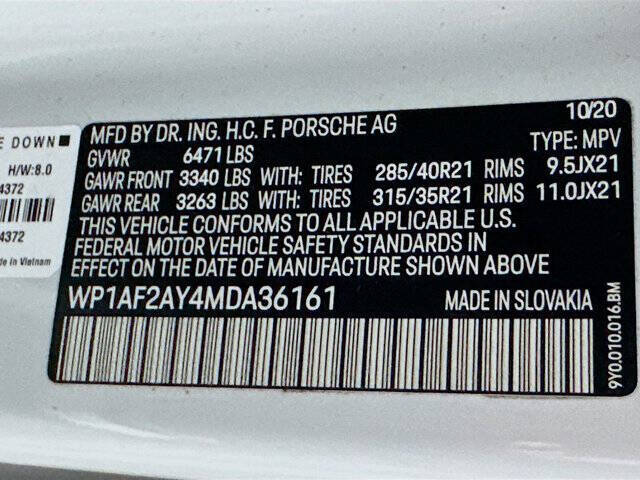 E DOWN
H/W:8.0
4372
4372
de in Vietnam
10/20
MFD BY DR. ING. H.C. F. PORSCHE AG
TYPE: MPV
GVWR 6471 LBS
GAWR FRONT 3340 LBS WITH: TIRES 285/40R21 RIMS 9.5JX21
GAWR REAR 3263 LBS WITH: TIRES 315/35R21 RIMS 11.0JX21
THIS VEHICLE CONFORMS TO ALL APPLICABLE U.S.
FEDERAL MOTOR VEHICLE SAFETY STANDARDS IN
EFFECT ON THE DATE OF MANUFACTURE SHOWN ABOVE
WP1AF2AY4MDA36161 MADE IN SLOVAKIA
9Y0.010.016.BM